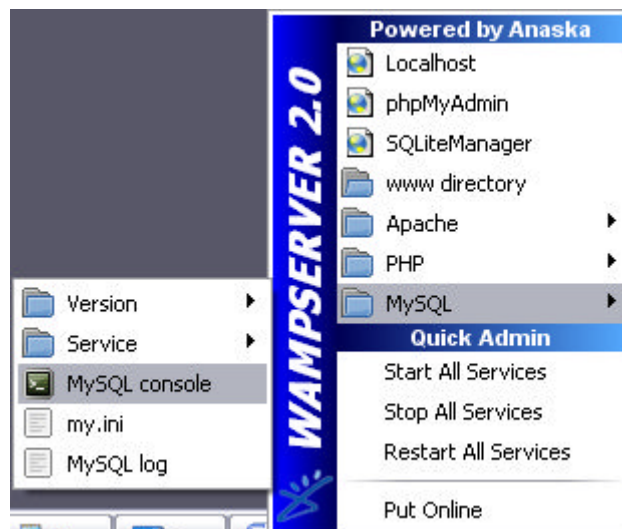 Powered by Anaska
Localhost
phpMyAdmin
SQLiteManager
www directory
Apache
PHP
MySQL
Quick Admin
Start All Services
Stop All Services
Restart All Services
Put Online
WAMPSERVER 2.0
Version
Service
MySQL console
my.ini
MySQL log